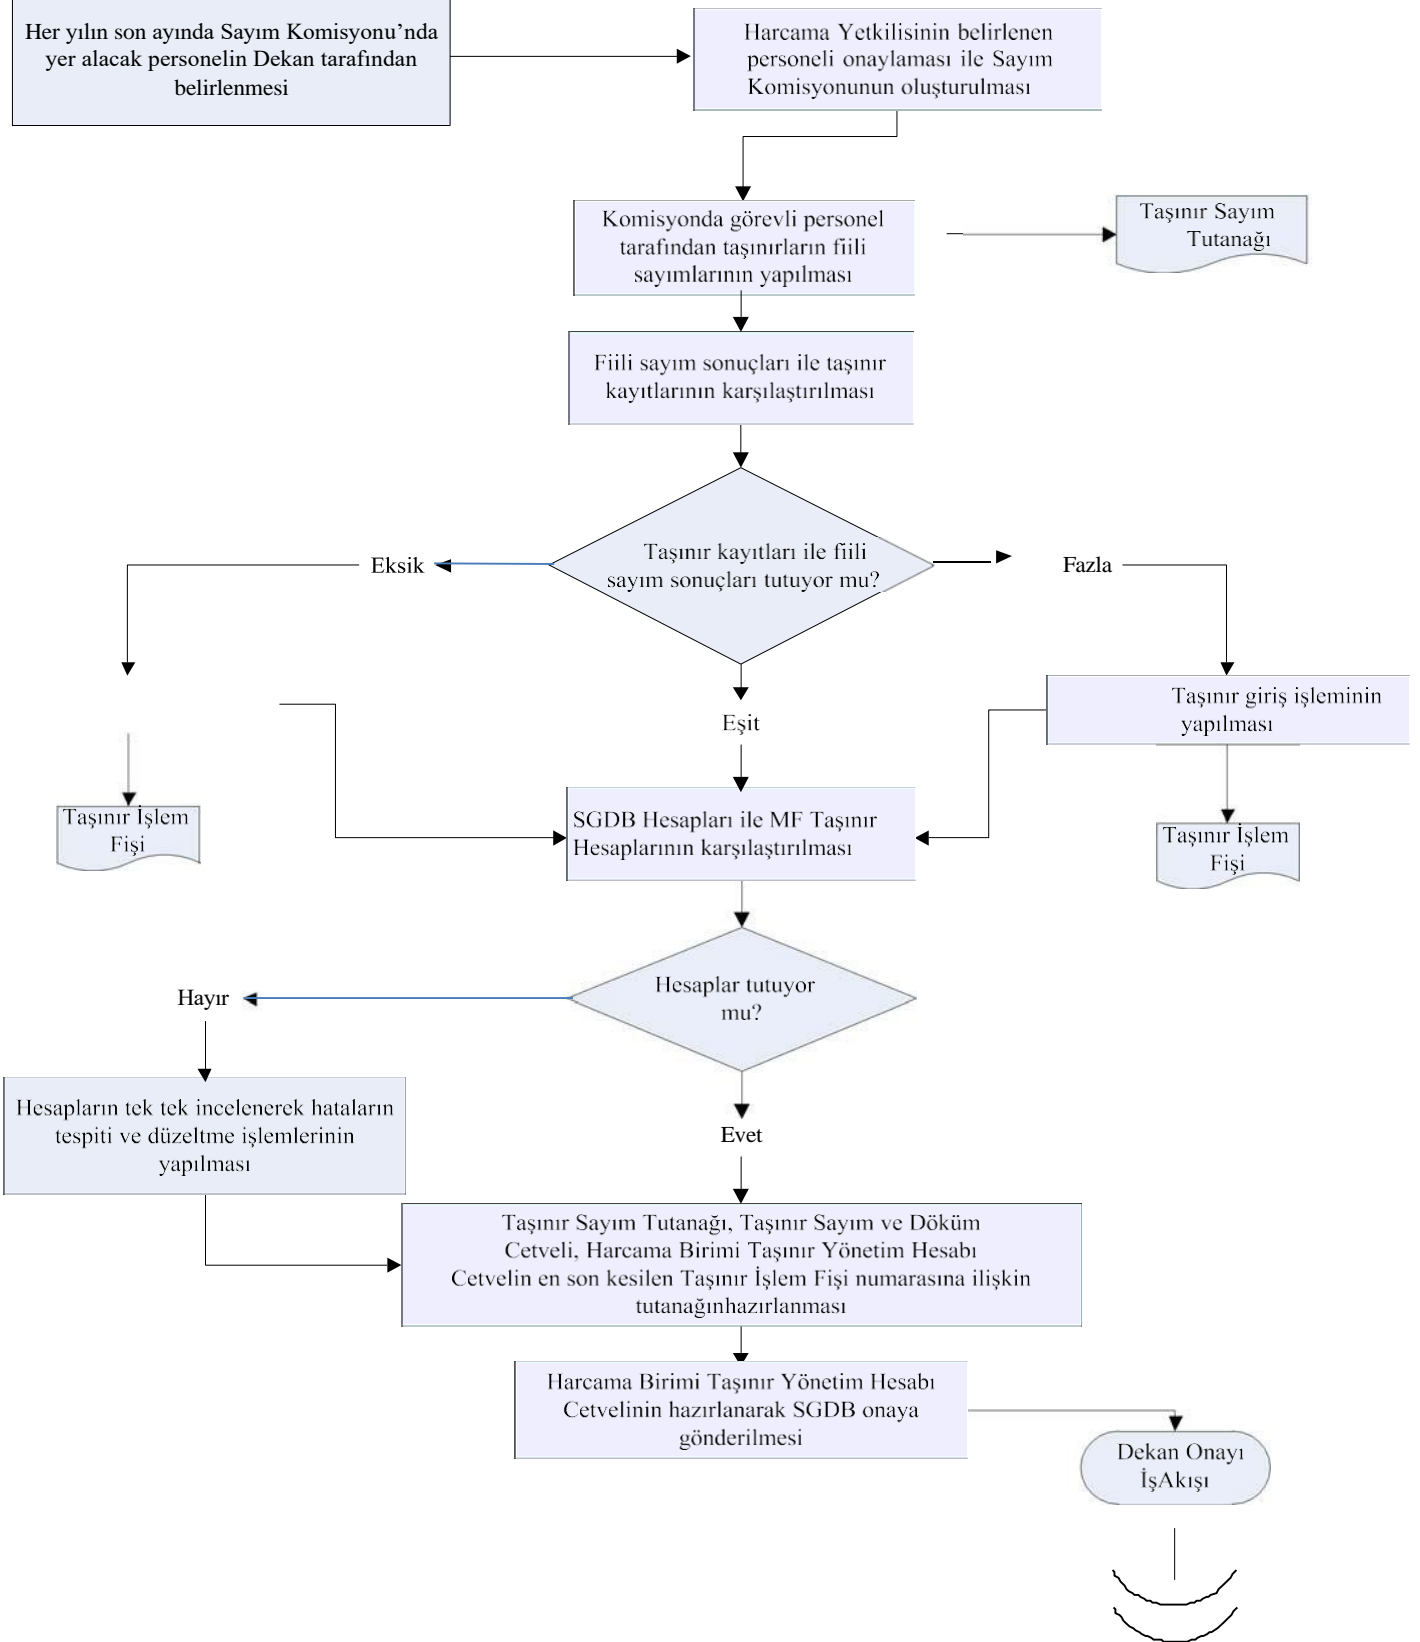 Her yılın son ayında Sayım Komisyonu’nda
yer alacak personelin Dekan tarafından
belirlenmesi
Harcama Yetkilisinin belirlenen
personeli onaylaması ile Sayım
Komisyonunun oluşturulması
Komisyonda görevli personel
tarafından taşınırların fiili
sayımlarının yapılması
Taşınır Sayım
Tutanağı
Fiili sayım sonuçları ile taşınır
kayıtlarının karşılaştırılması
Taşınır kayıtları ile fiili
sayım sonuçları tutuyor mu?
Eksik
Fazla
Eşit
Taşınır giriş işleminin
yapılması
Taşınır İşlem
Fişi
SGDB Hesapları ile MF Taşınır
Hesaplarının karşılaştırılması
Taşınır İşlem
Fişi
Hesaplar tutuyor
mu?
Hayır
Evet
Hesapların tek tek incelenerek hataların
tespiti ve düzeltme işlemlerinin
yapılması
Taşınır Sayım Tutanağı, Taşınır Sayım ve Döküm
Cetveli, Harcama Birimi Taşınır Yönetim Hesabı
Cetvelin en son kesilen Taşınır İşlem Fişi numarasına ilişkin
tutanağınhazırlanması
Harcama Birimi Taşınır Yönetim Hesabı
Cetvelinin hazırlanarak SGDB onaya
gönderilmesi
Dekan Onayı
İşAkışı